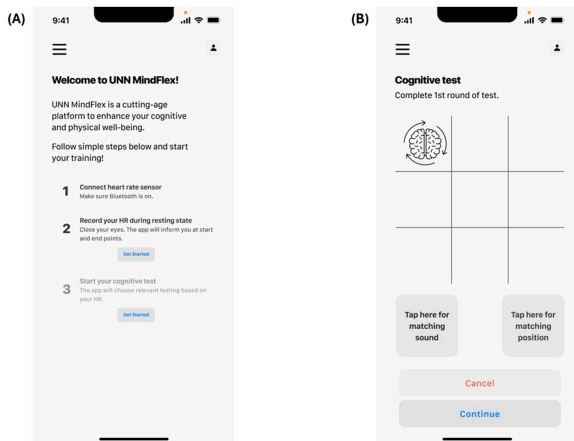 (A)
9:41
Welcome to UNN MindFlex!
UNN MindFlex is a cutting-age
platform to enhance your cognitive
and physical well-being.
Follow simple steps below and start
your training!
1
Connect heart rate sensor
Make sure Bluetooth is on.
2
Record your HR during resting state
Close your eyes. The app will inform you at start
and end points.
Get Started
3
Start your cognitive test
The app will choose relevant testing based on
your HR.
Get Started
(B)
9:41
Cognitive test
Complete 1st round of test.
Tap here for
matching
sound
Tap here for
matching
position
Cancel
Continue